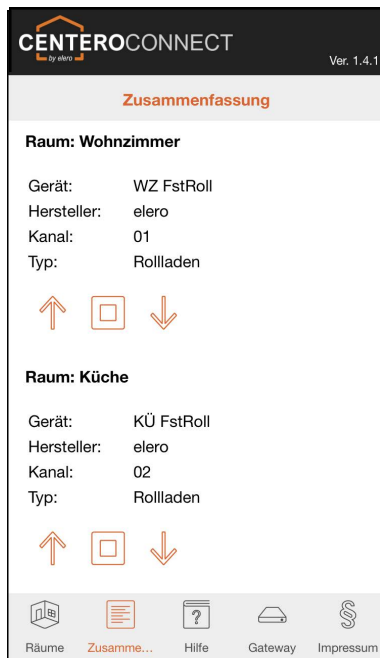 CENTEROCONNECT
by elero
Ver. 1.4.1
Zusammenfassung
Raum: Wohnzimmer
Gerät: WZ FstRoll
Hersteller: elero
Kanal: 01
Typ: Rollladen
Raum: Küche
Gerät: KÜ FstRoll
Hersteller: elero
Kanal: 02
Typ: Rollladen
?
§
Räume Zusamme... Hilfe Gateway Impressum